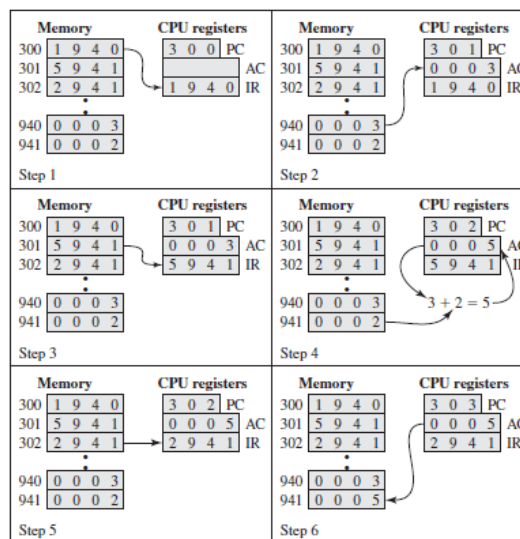 Memory CPU registers
300 1 9 4 0 3 0 0 PC
301 5 9 4 1 AC
302 2 9 4 1 1 9 4 0 IR
940 0 0 0 3
941 0 0 0 2
Step 1
Memory CPU registers
300 1 9 4 0 3 0 1 PC
301 5 9 4 1 0 0 0 3 AC
302 2 9 4 1 1 9 4 0 IR
940 0 0 0 3
941 0 0 0 2
Step 2
Memory CPU registers
300 1 9 4 0 3 0 1 PC
301 5 9 4 1 0 0 0 3 AC
302 2 9 4 1 5 9 4 1 IR
940 0 0 0 3
941 0 0 0 2
Step 3
Memory CPU registers
300 1 9 4 0 3 0 2 PC
301 5 9 4 1 0 0 0 5 AC
302 2 9 4 1 5 9 4 1 IR
940 0 0 0 3 3 + 2 = 5
941 0 0 0 2
Step 4
Memory CPU registers
300 1 9 4 0 3 0 2 PC
301 5 9 4 1 0 0 0 5 AC
302 2 9 4 1 2 9 4 1 IR
940 0 0 0 3
941 0 0 0 2
Step 5
Memory CPU registers
300 1 9 4 0 3 0 3 PC
301 5 9 4 1 0 0 0 5 AC
302 2 9 4 1 2 9 4 1 IR
940 0 0 0 3
941 0 0 0 5
Step 6